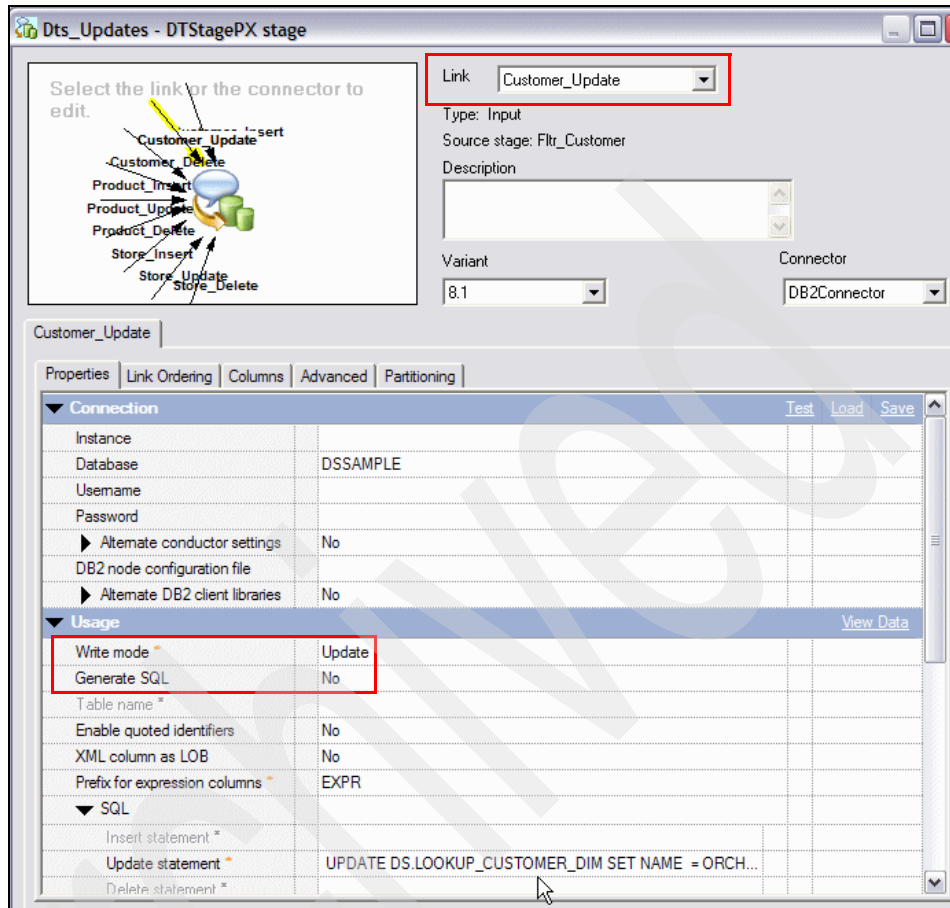 Dts_Updates - DTStagePX stage
Select the link or the connector to
edit.
Customer_Insert
Customer_Update
Customer_Delete
Product_Insert
Product_Update
Product_Delete
Store_Insert
Store_Update
Store_Delete
Link
Customer_Update
Type: Input
Source stage: Fltr_Customer
Description
Variant
Connector
8.1
DB2Connector
Customer_Update
Properties Link Ordering Columns Advanced Partitioning
Connection Test Load Save
Instance
Database DSSAMPLE
Username
Password
Alternate conductor settings No
DB2 node configuration file
Alternate DB2 client libraries No
Usage View Data
Write mode * Update
Generate SQL No
Table name *
Enable quoted identifiers No
XML column as LOB No
Prefix for expression columns * EXPR
SQL
Insert statement *
Update statement * UPDATE DS.LOOKUP_CUSTOMER_DIM SET NAME = ORCH...
Delete statement *
Archived